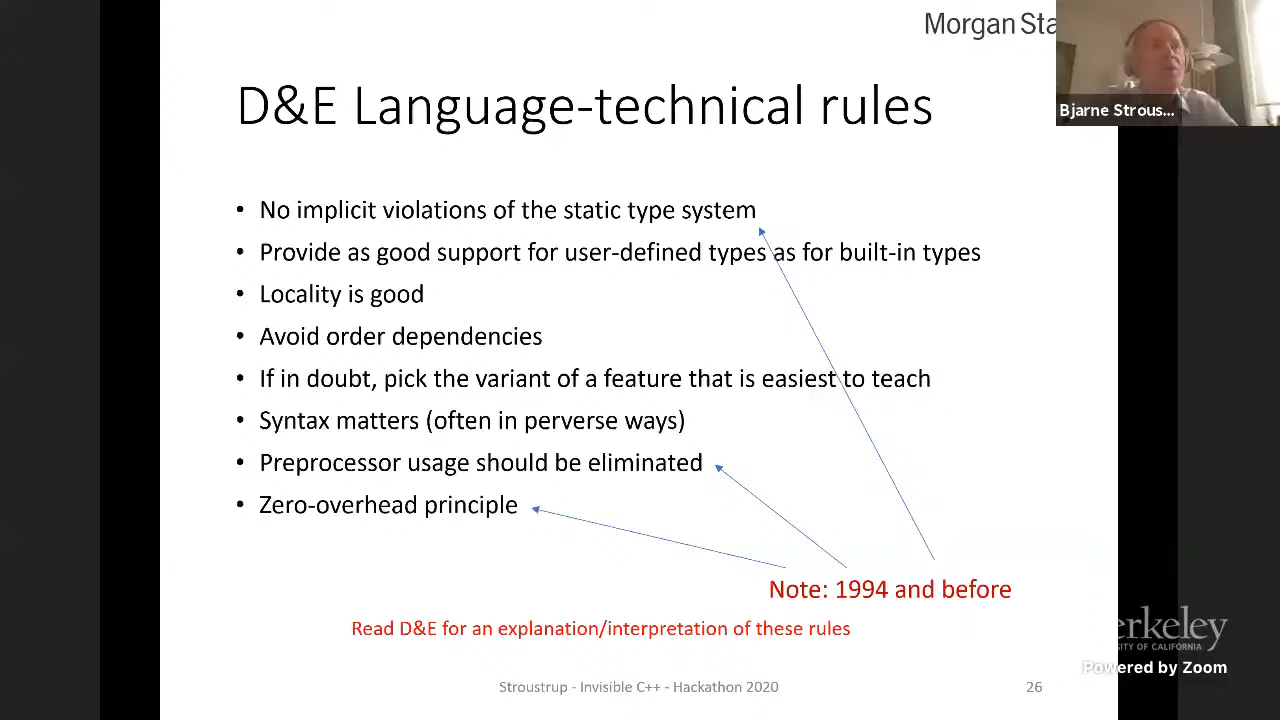 Morgan Sta
Bjarne Strous...
D&E Language-technical rules
• No implicit violations of the static type system
• Provide as good support for user-defined types as for built-in types
• Locality is good
• Avoid order dependencies
• If in doubt, pick the variant of a feature that is easiest to teach
• Syntax matters (often in perverse ways)
• Preprocessor usage should be eliminated
• Zero-overhead principle
Note: 1994 and before
Read D&E for an explanation/interpretation of these rules
erkeley
SITY OF CALIFORNIA
Powered by Zoom
Stroustrup - Invisible C++ - Hackathon 2020
26